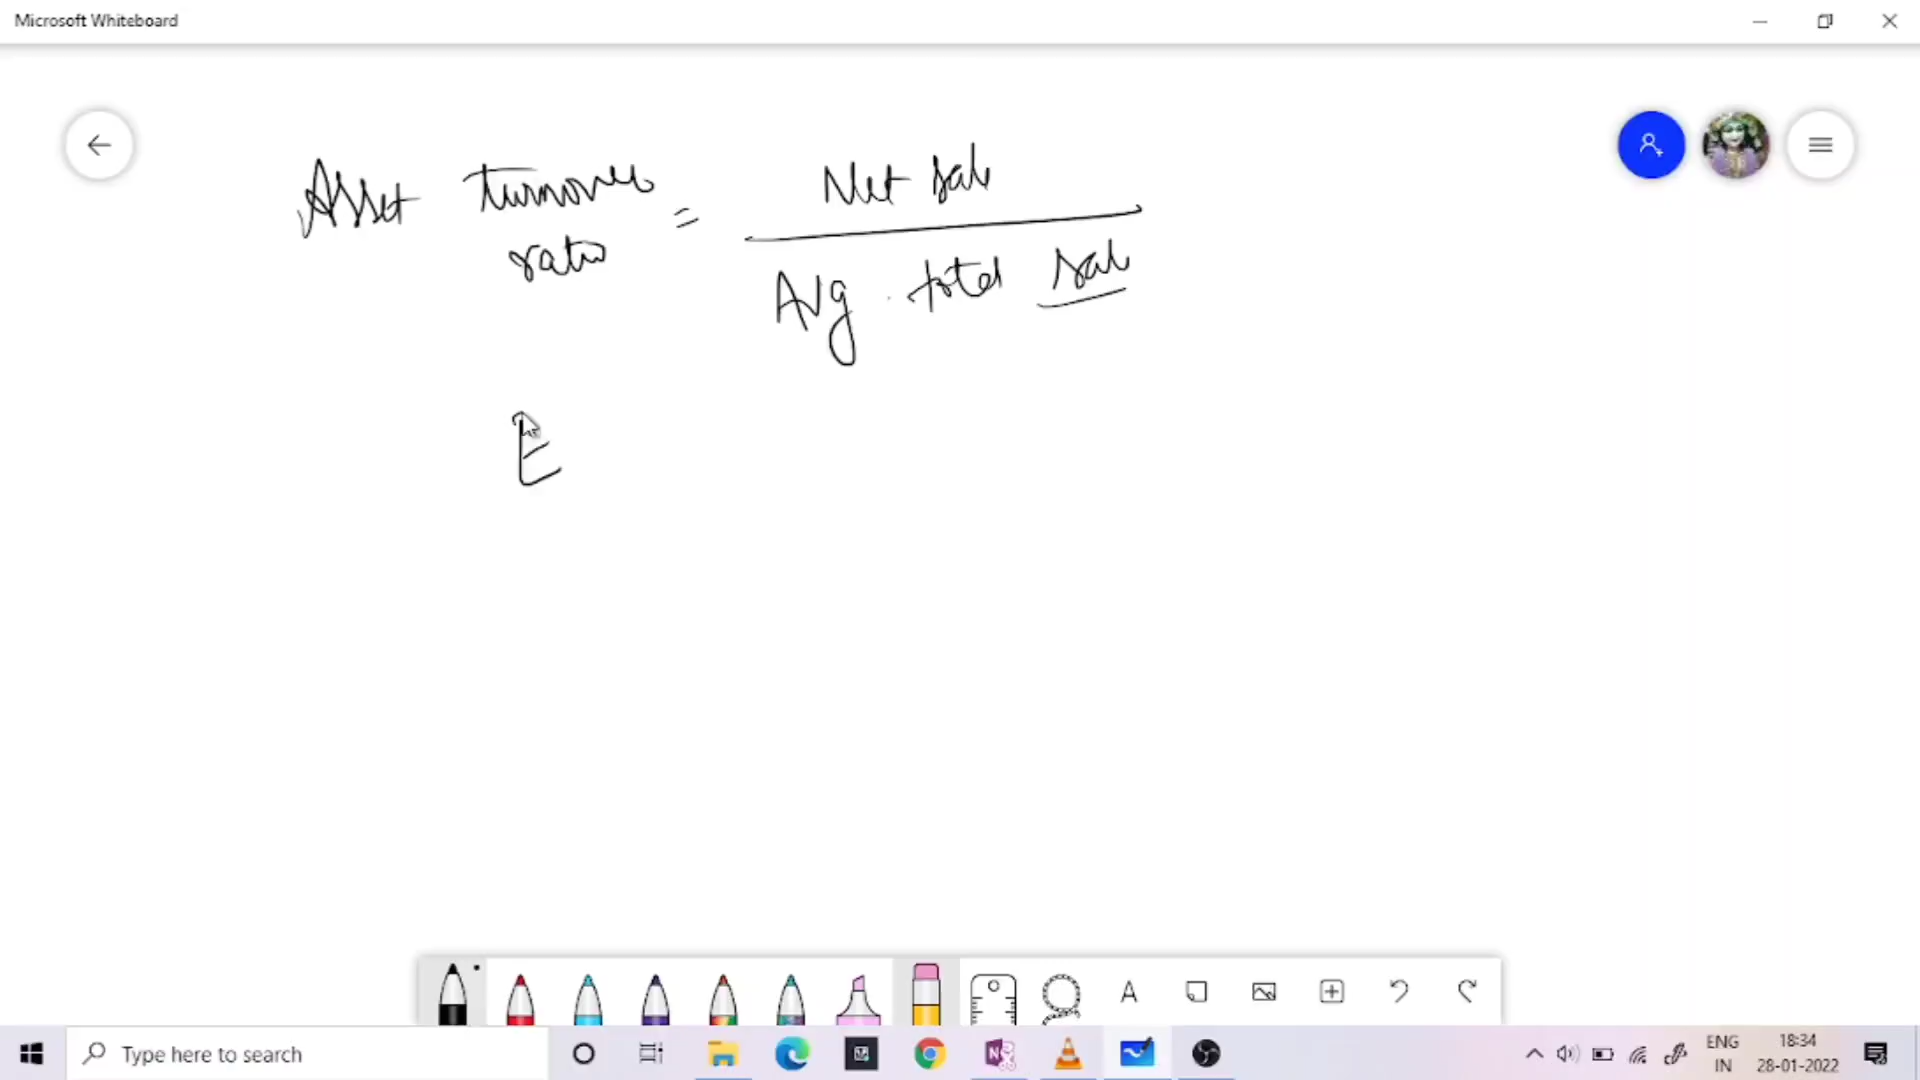 Microsoft Whiteboard
Asset turnover ratio = Net sale
Avg. total sale
E
A
Type here to search
ENG
IN
18:34
28-01-2022